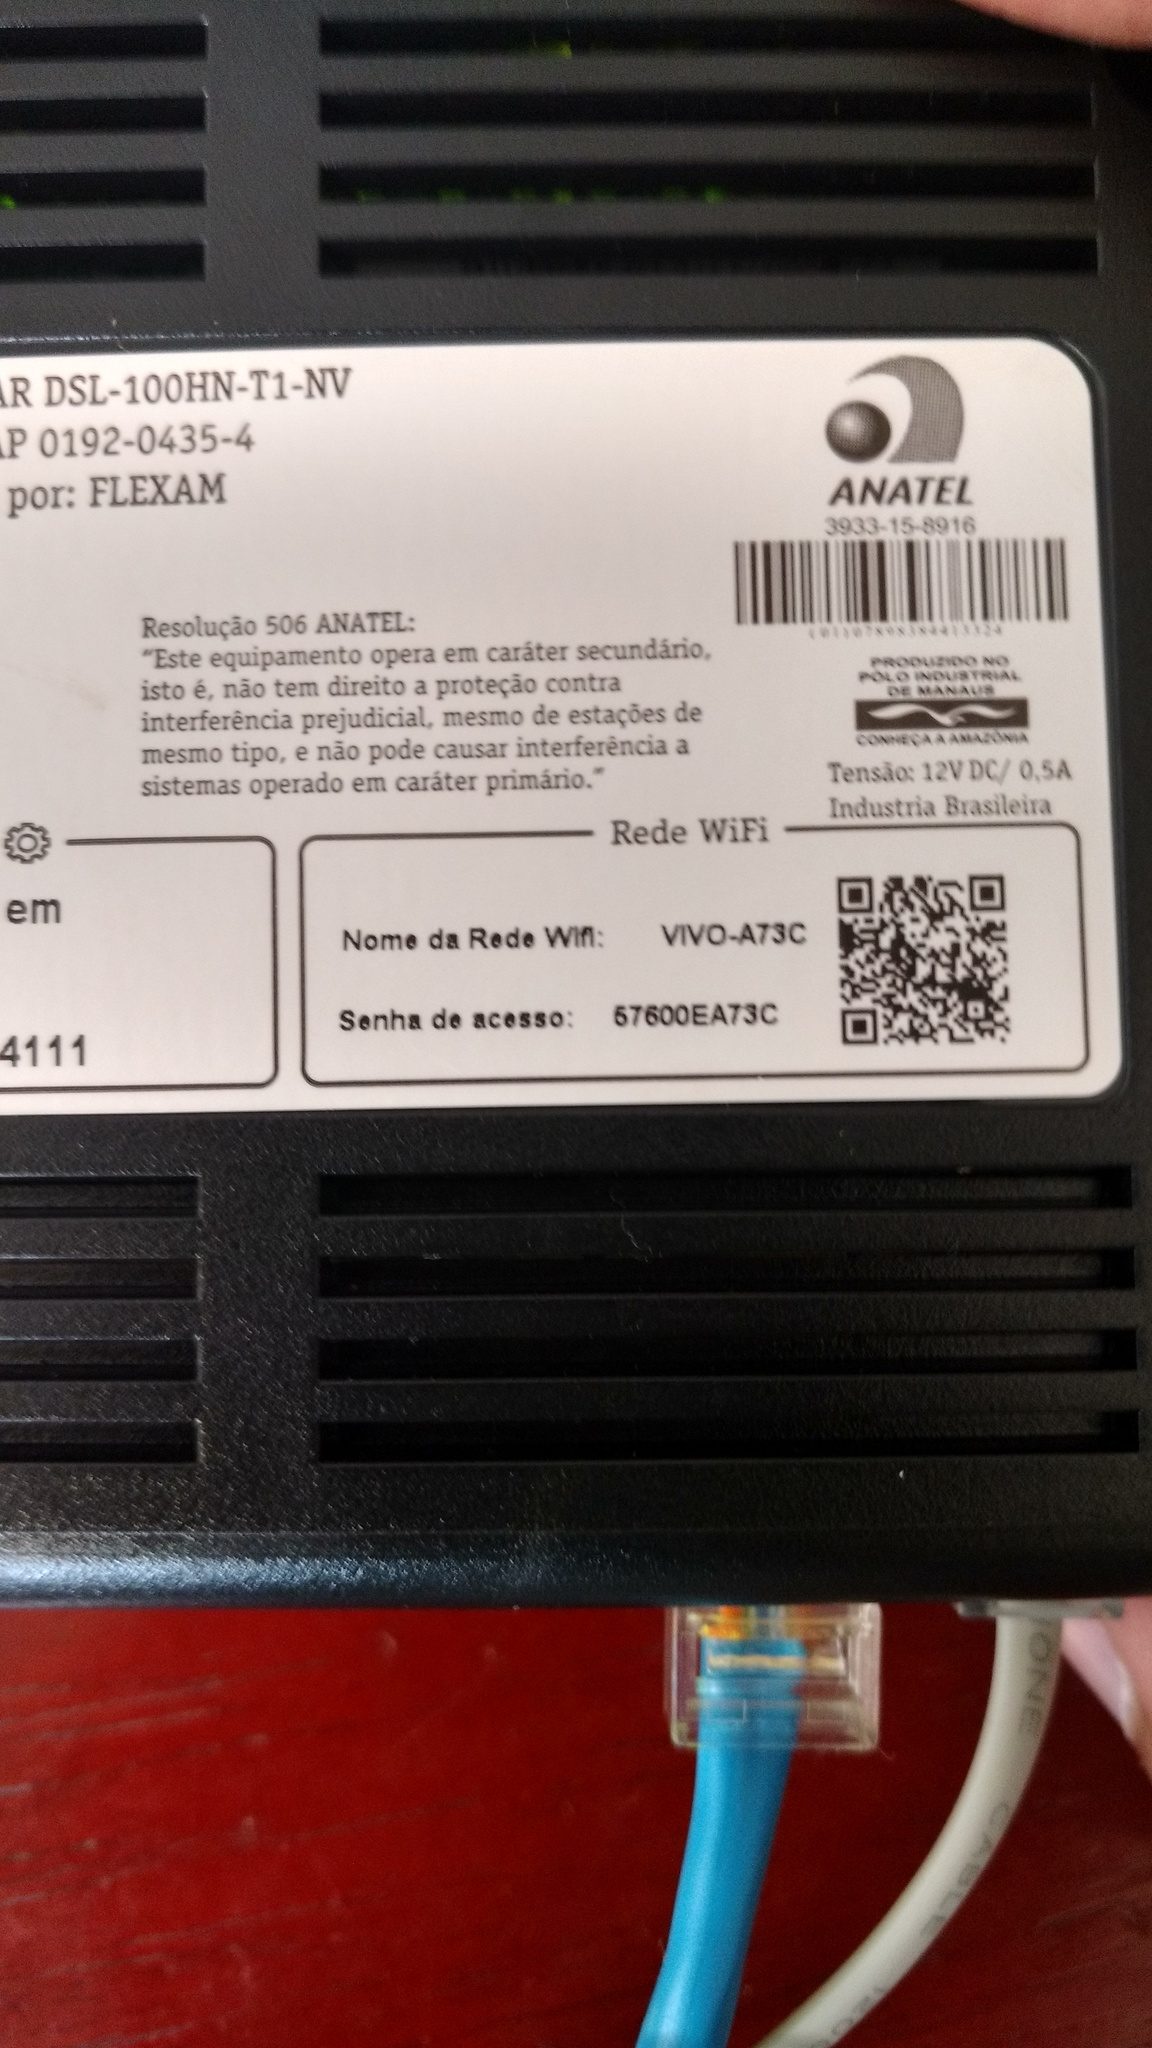 AR DSL-100HN-T1-NV
AP 0192-0435-4
por: FLEXAM
ANATEL
3933-15-8916
Resolução 506 ANATEL:
"Este equipamento opera em caráter secundário,
isto é, não tem direito a proteção contra
interferência prejudicial, mesmo de estações de
mesmo tipo, e não pode causar interferência a
sistemas operado em caráter primário."
PRODUZIDO NO
PÓLO INDUSTRIAL
DE MANAUS
CONHEÇA A AMAZÔNIA
Tensão: 12V DC/ 0,5A
Industria Brasileira
em
4111
Rede WiFi
Nome da Rede Wifi: VIVO-A73C
Senha de acesso: 57600EA73C
CABLE